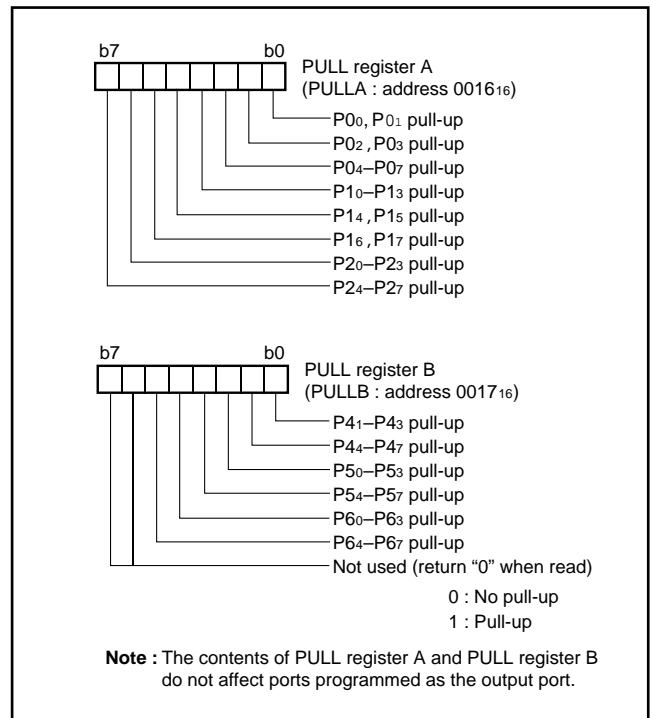 b7 b0
PULL register A
(PULLA : address 001616)
P00, P01 pull-up
P02 , P03 pull-up
P04–P07 pull-up
P10–P13 pull-up
P14 , P15 pull-up
P16 , P17 pull-up
P20–P23 pull-up
P24–P27 pull-up
b7 b0
PULL register B
(PULLB : address 001716)
P41–P43 pull-up
P44–P47 pull-up
P50–P53 pull-up
P54–P57 pull-up
P60–P63 pull-up
P64–P67 pull-up
Not used (return “0” when read)
0 : No pull-up
1 : Pull-up
Note : The contents of PULL register A and PULL register B
do not affect ports programmed as the output port.